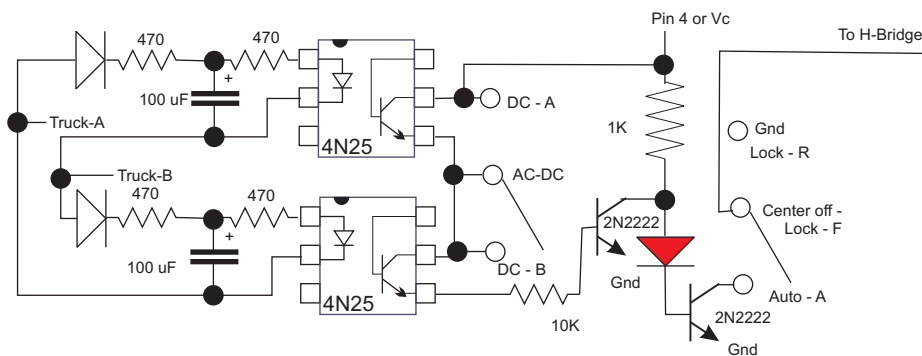 Pin 4 or Vc
To H-Bridge
470
470
+
100 uF
DC - A
4N25
Truck-A
1K
Gnd
Lock - R
AC-DC
Truck-B
470
470
+
100 uF
2N2222
Center off -
Lock - F
DC - B
Gnd
4N25
10K
Auto - A
2N2222
Gnd